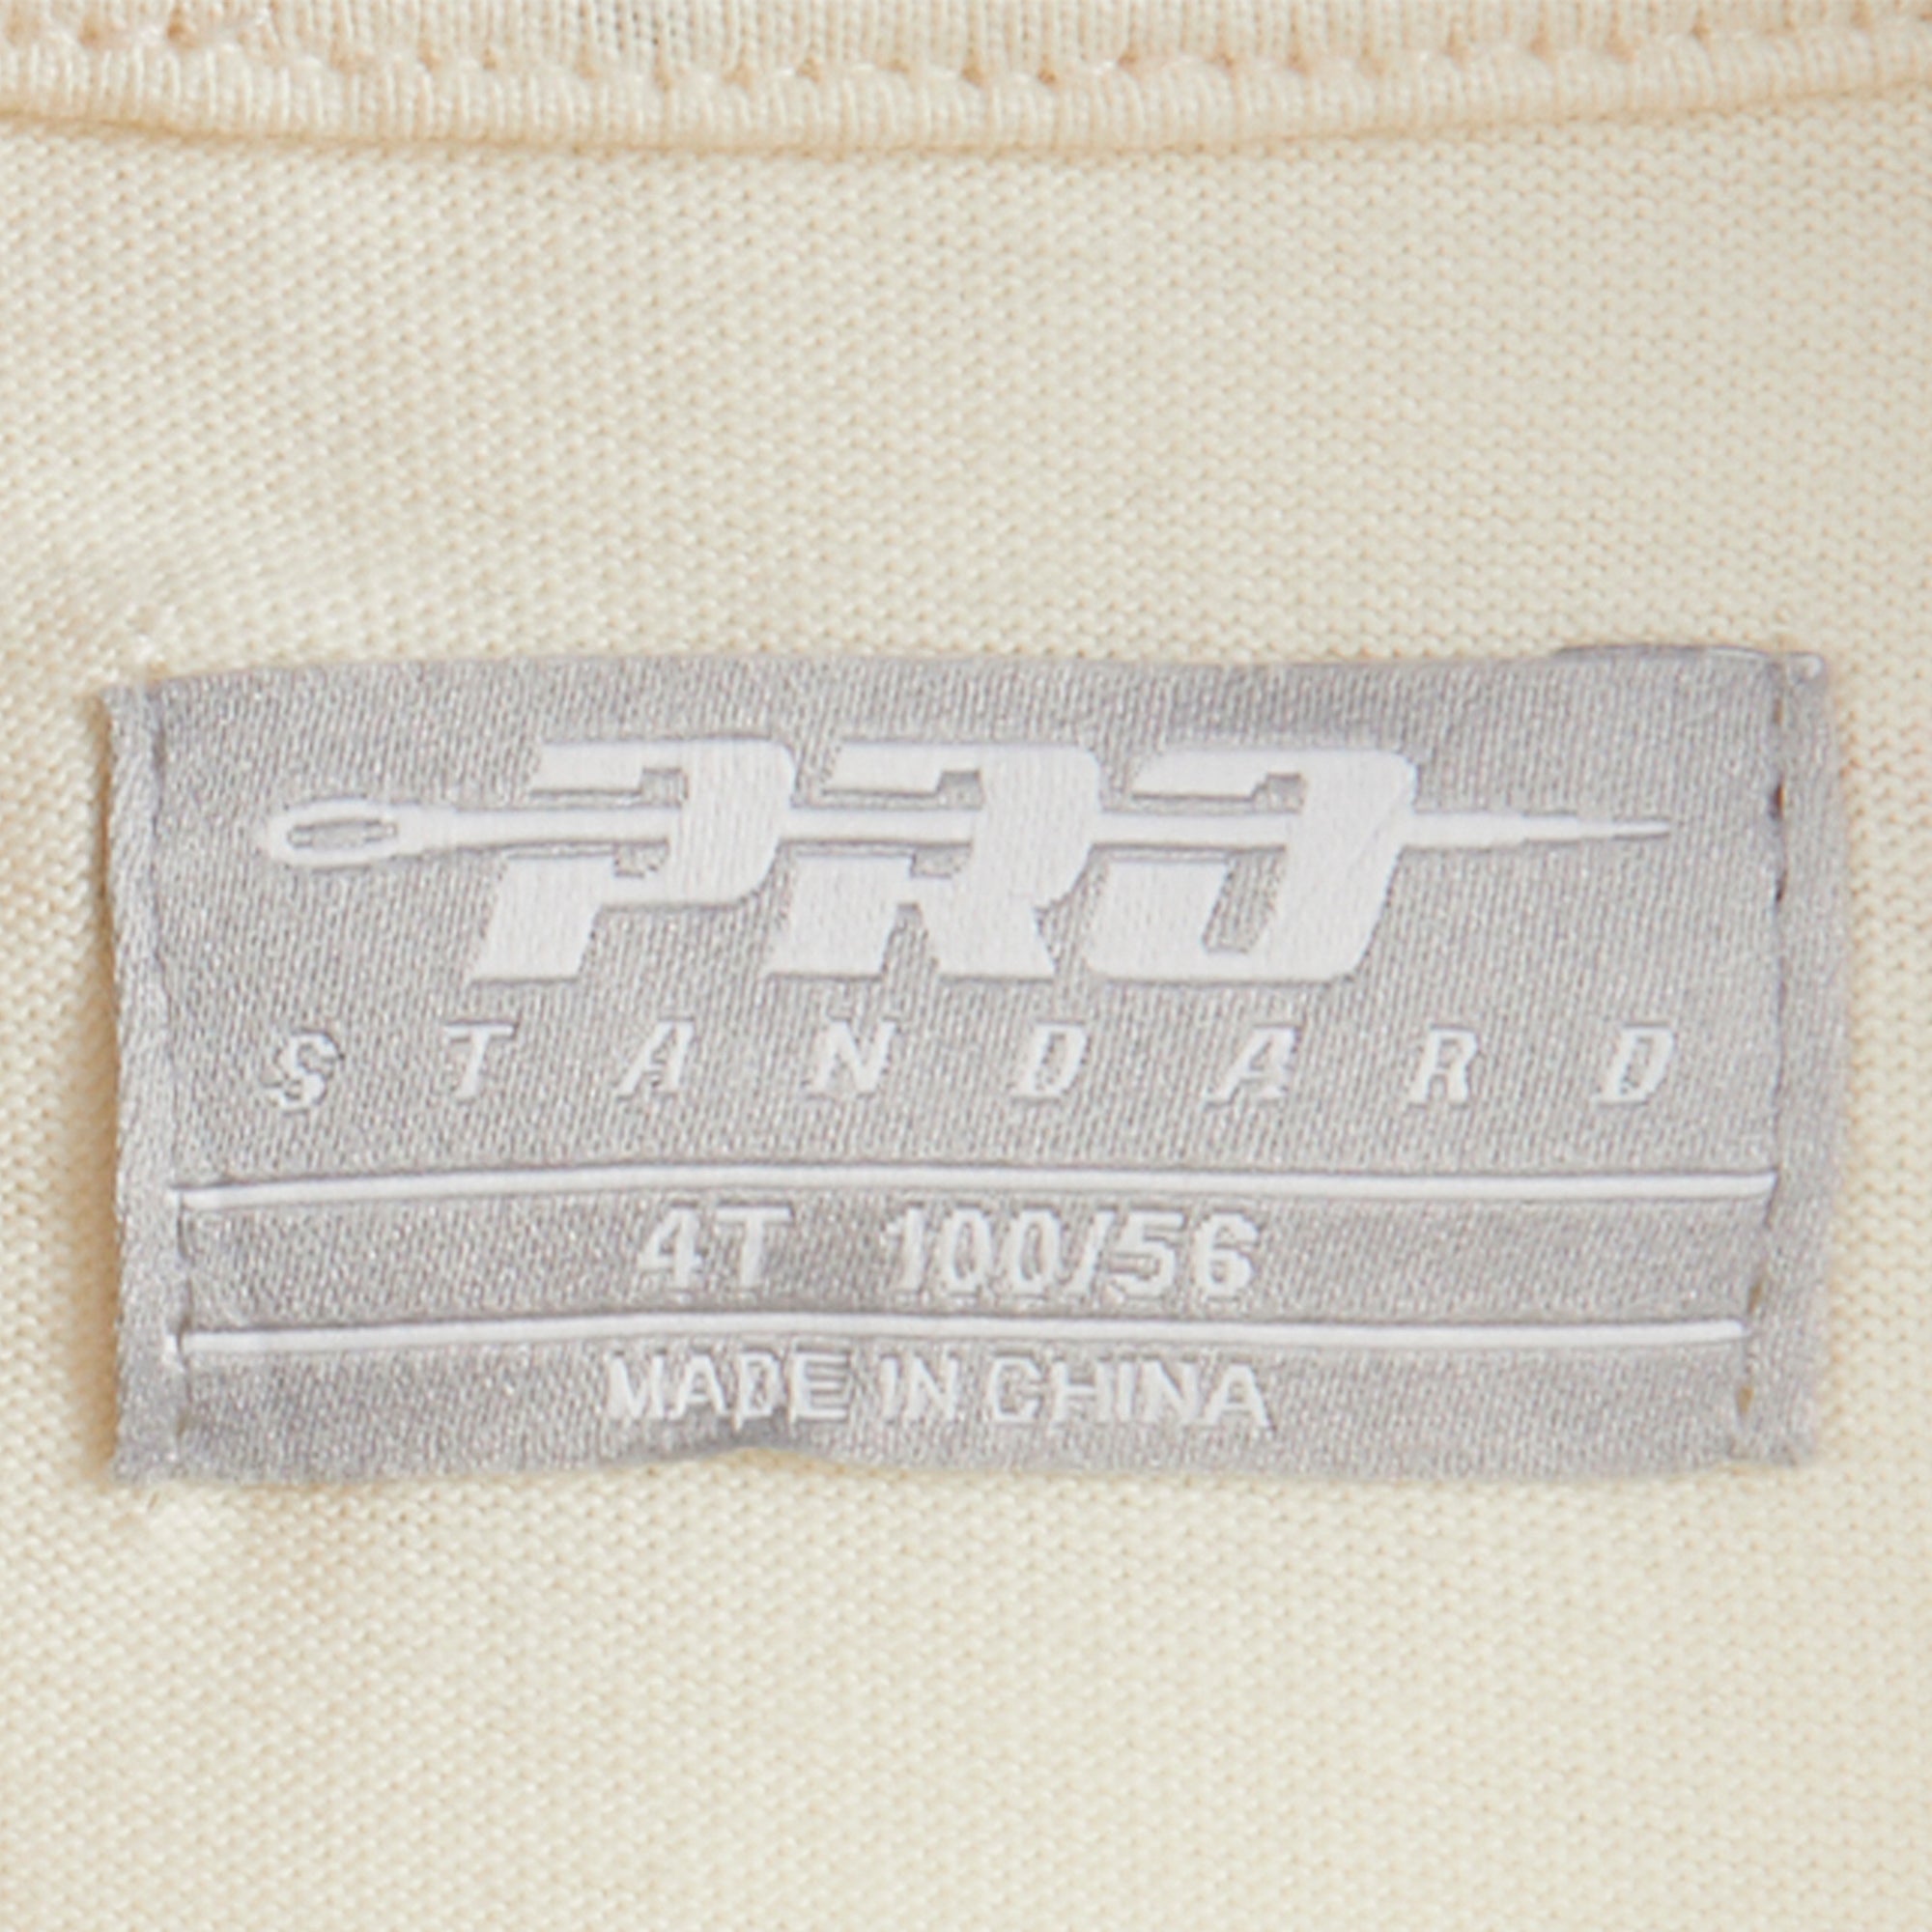 PRO
STANDARD
4T 100/56
MADE IN CHINA